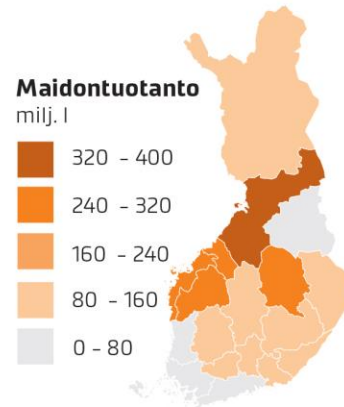 Maidontuotanto
milj. l
320 – 400
240 – 320
160 – 240
80 – 160
0 – 80